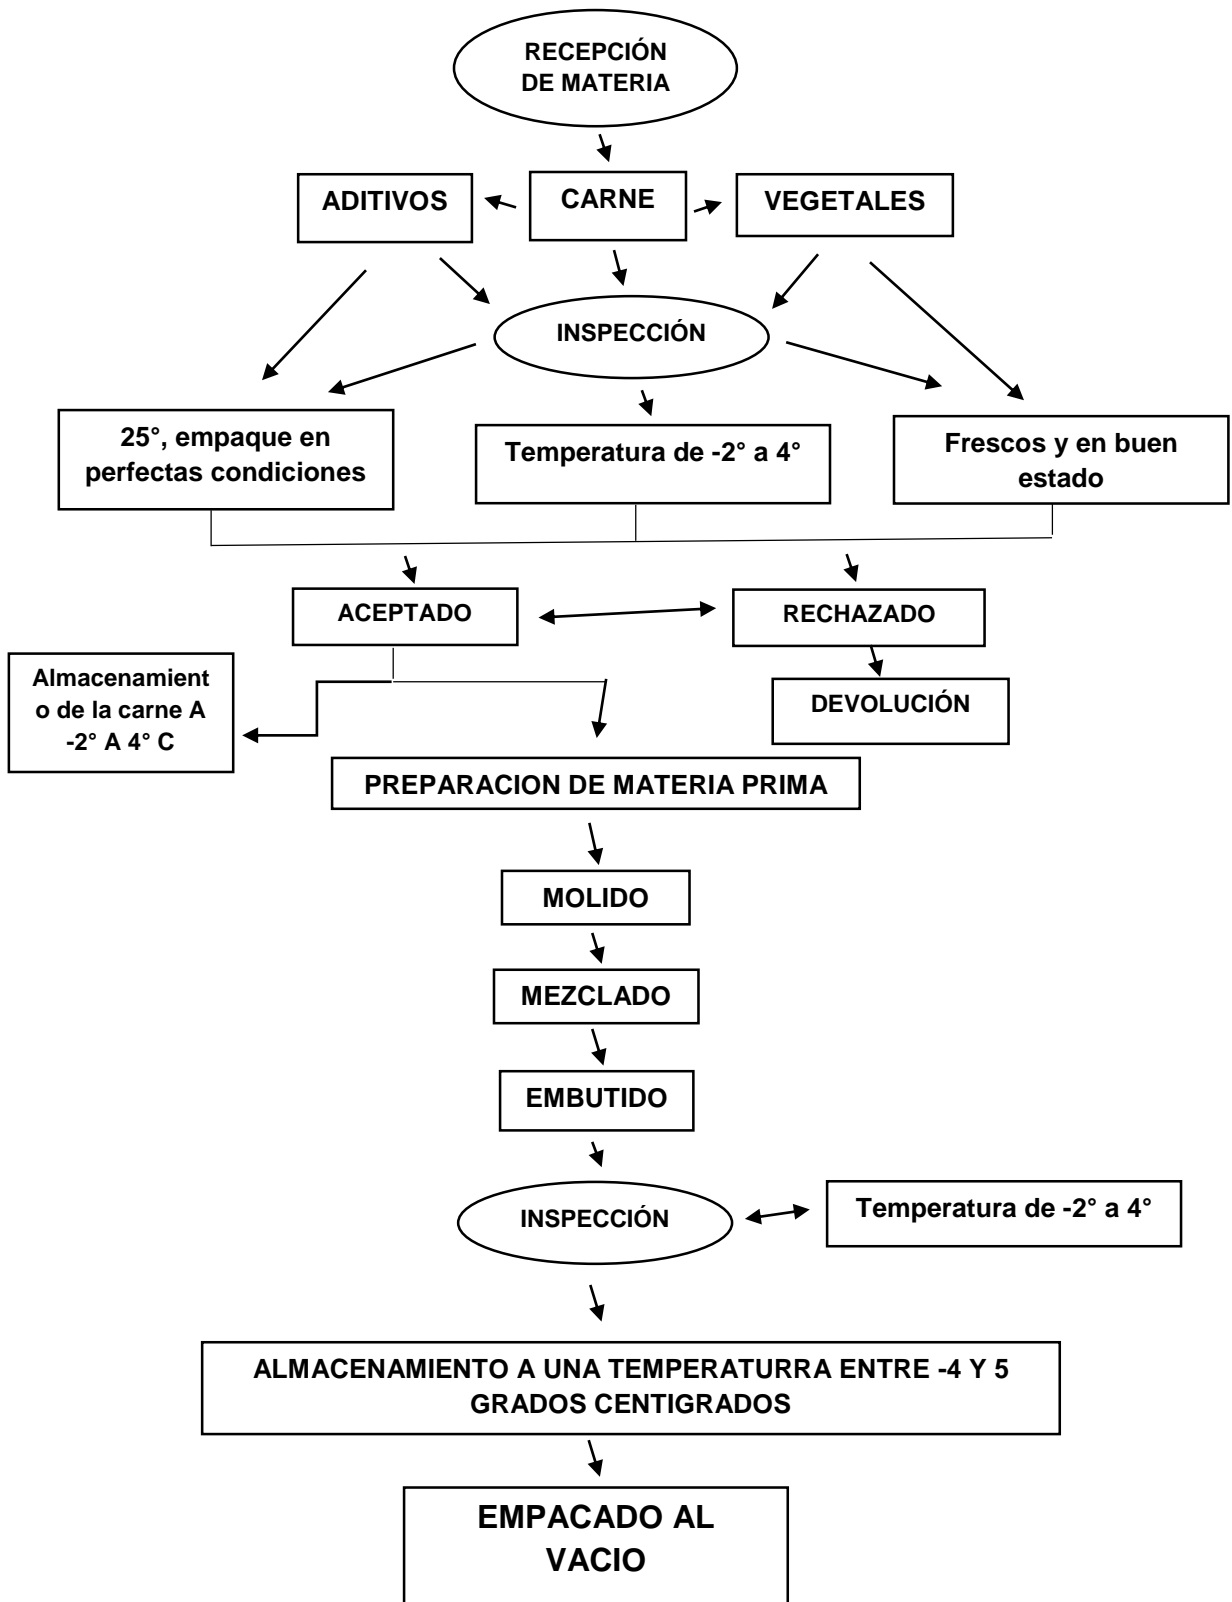 RECEPCIÓN
DE MATERIA
ADITIVOS
CARNE
VEGETALES
INSPECCIÓN
25°, empaque en
perfectas condiciones
Temperatura de -2° a 4°
Frescos y en buen
estado
ACEPTADO
RECHAZADO
Almacenamient
o de la carne A
-2° A 4° C
DEVOLUCIÓN
PREPARACION DE MATERIA PRIMA
MOLIDO
MEZCLADO
EMBUTIDO
INSPECCIÓN
Temperatura de -2° a 4°
ALMACENAMIENTO A UNA TEMPERATURRA ENTRE -4 Y 5
GRADOS CENTIGRADOS
EMPACADO AL
VACIO